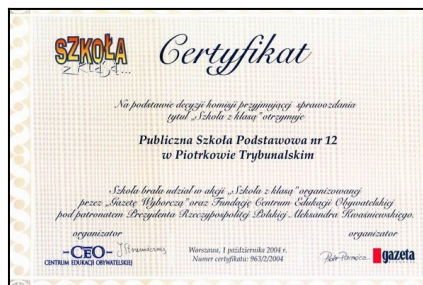 SZKOŁA
z klasą...
Certyfikat
Na podstawie decyzji komisji przyjmującej sprawozdania
tytuł „Szkoła z klasą” otrzymuje
Publiczna Szkoła Podstawowa nr 12
w Piotrkowie Trybunalskim
Szkoła brała udział w akcji „Szkoła z klasą” organizowanej
przez „Gazetę Wyborczą” oraz Fundację Centrum Edukacji Obywatelskiej
pod patronatem Prezydenta Rzeczypospolitej Polskiej Aleksandra Kwaśniewskiego.
organizator
organizator
CEO
CENTRUM EDUKACJI OBYWATELSKIEJ
Warszawa, 1 października 2004 r.
Numer certyfikatu: 963/2/2004
gazeta